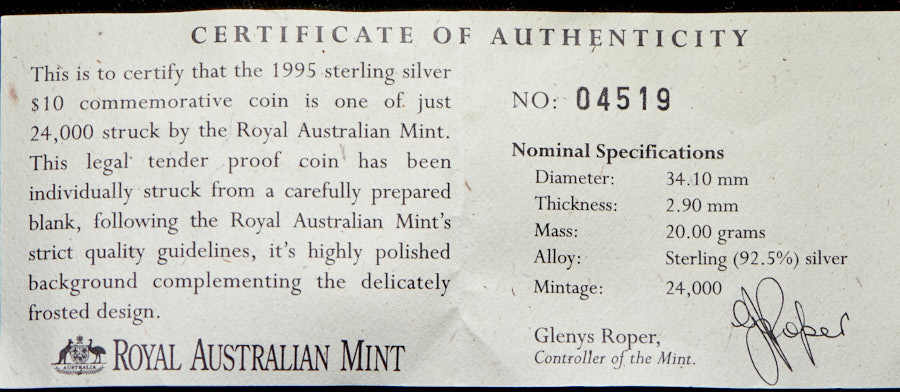 CERTIFICATE OF AUTHENTICITY
This is to certify that the 1995 sterling silver
$10 commemorative coin is one of just
24,000 struck by the Royal Australian Mint.
This legal tender proof coin has been
individually struck from a carefully prepared
blank, following the Royal Australian Mint's
strict quality guidelines, it's highly polished
background complementing the delicately
frosted design.
AUSTRALIA
ROYAL AUSTRALIAN MINT
NO: 04519
Nominal Specifications
Diameter: 34.10 mm
Thickness: 2.90 mm
Mass: 20.00 grams
Alloy: Sterling (92.5%) silver
Mintage: 24,000
G Roper
Glenys Roper,
Controller of the Mint.